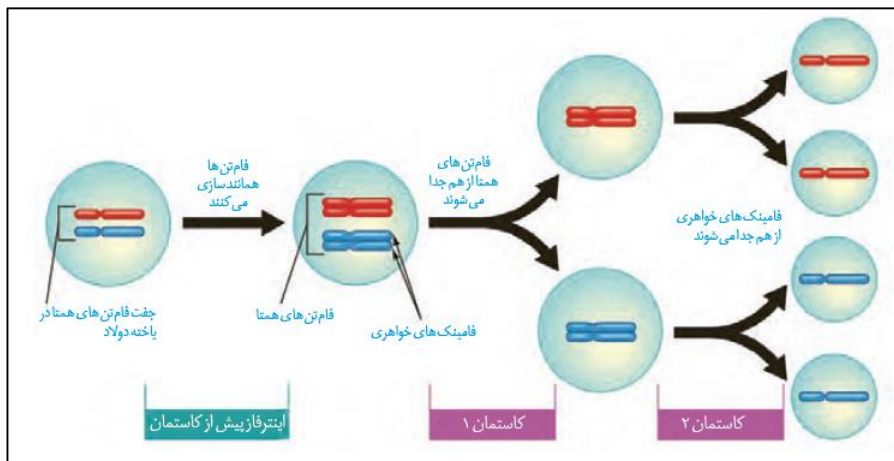 فام‌تن‌ها
همانندسازی
می‌کنند
فام‌تن‌های
همتا از هم جدا
می‌شوند
فامینک‌های خواهری
از هم جدا می‌شوند
جفت فام‌تن‌های همتا در
یاخته دولاد
فام‌تن‌های همتا
فامینک‌های خواهری
اینترفاز پیش از کاستمان
کاستمان ۱
کاستمان ۲